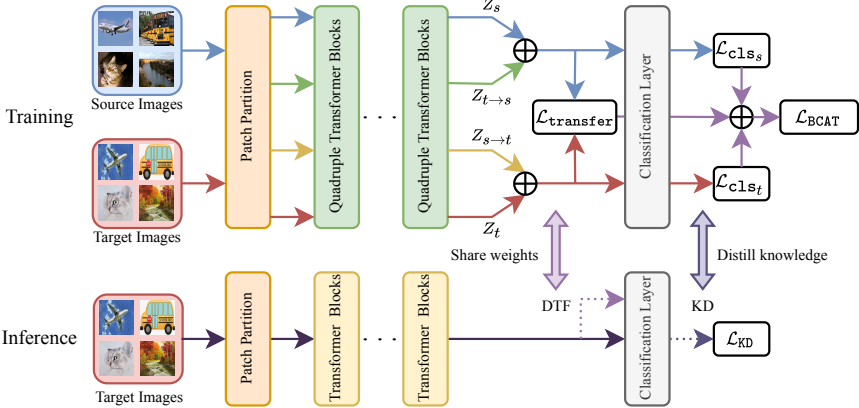 Training
Source Images
Target Images
Patch Partition
Quadruple Transformer Blocks
· · ·
Quadruple Transformer Blocks
Z_s
Z_{t→s}
Z_{s→t}
Z_t
L_transfer
Classification Layer
L_cls_s
L_BCAT
L_cls_t
Share weights
Distill knowledge
DTF
KD
Inference
Target Images
Patch Partition
Transformer Blocks
· · ·
Transformer Blocks
Classification Layer
L_KD